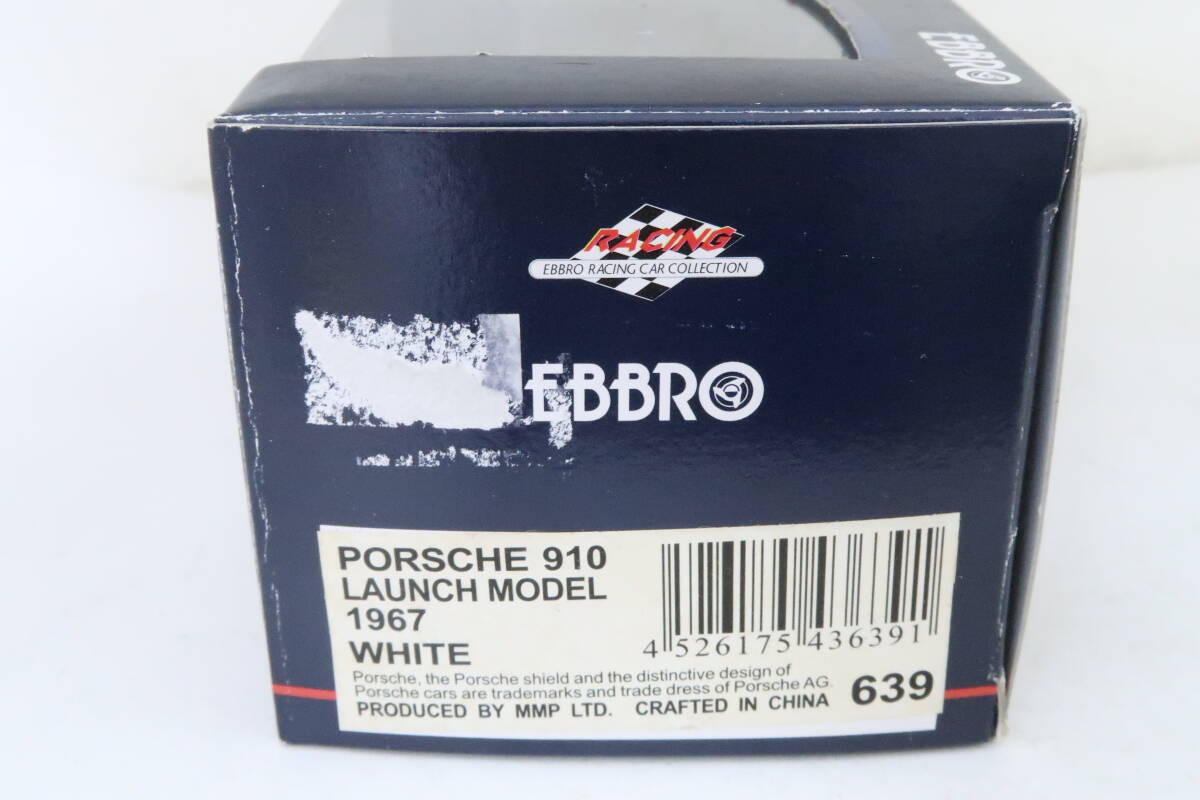 EBBRO
RACING
EBBRO RACING CAR COLLECTION
EBBRO
PORSCHE 910
LAUNCH MODEL
1967
WHITE
4 526175 436391
Porsche, the Porsche shield and the distinctive design of
Porsche cars are trademarks and trade dress of Porsche AG.
PRODUCED BY MMP LTD. CRAFTED IN CHINA
639